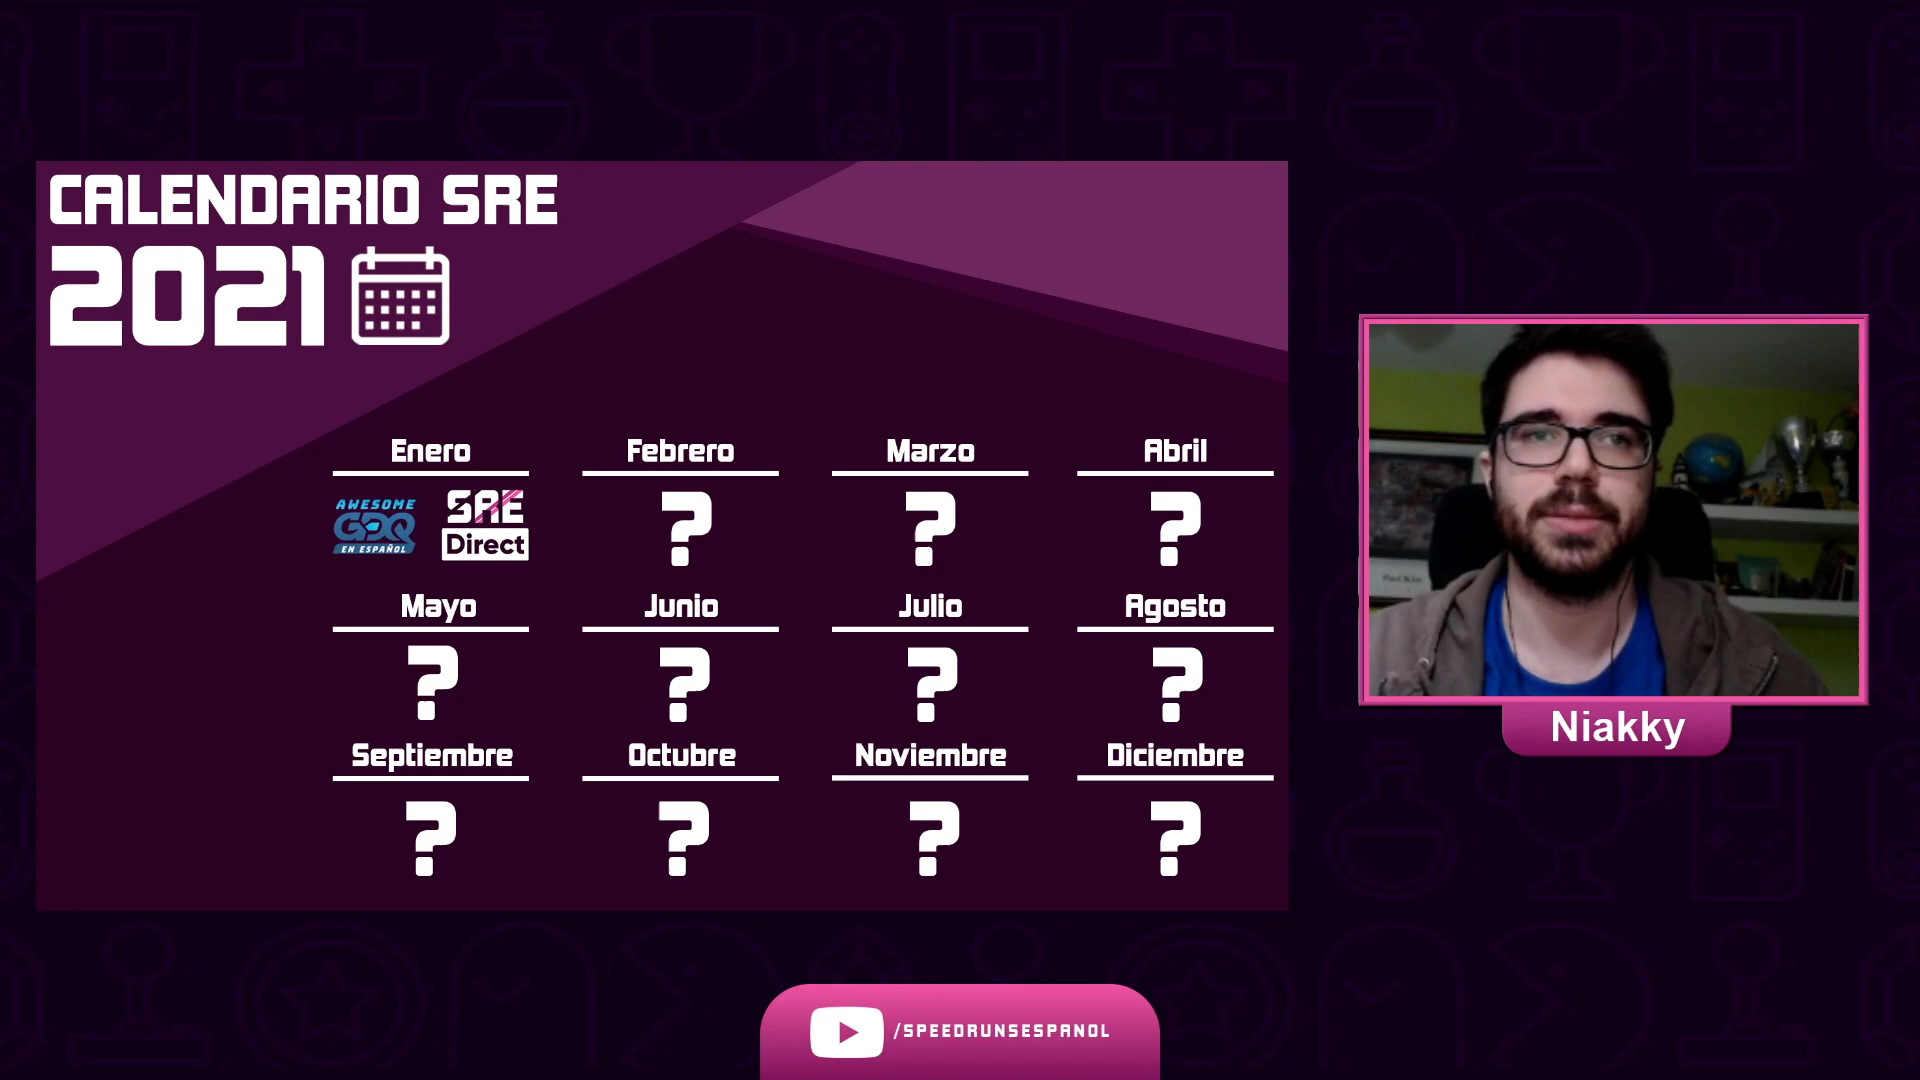 CALENDARIO SRE
2021
Enero
Febrero
Marzo
Abril
AWESOME
GDQ
EN ESPAÑOL
SRE
Direct
?
?
?
Mayo
Junio
Julio
Agosto
?
?
?
?
Septiembre
Octubre
Noviembre
Diciembre
?
?
?
?
Niakky
/SPEEDRUNSESPANOL